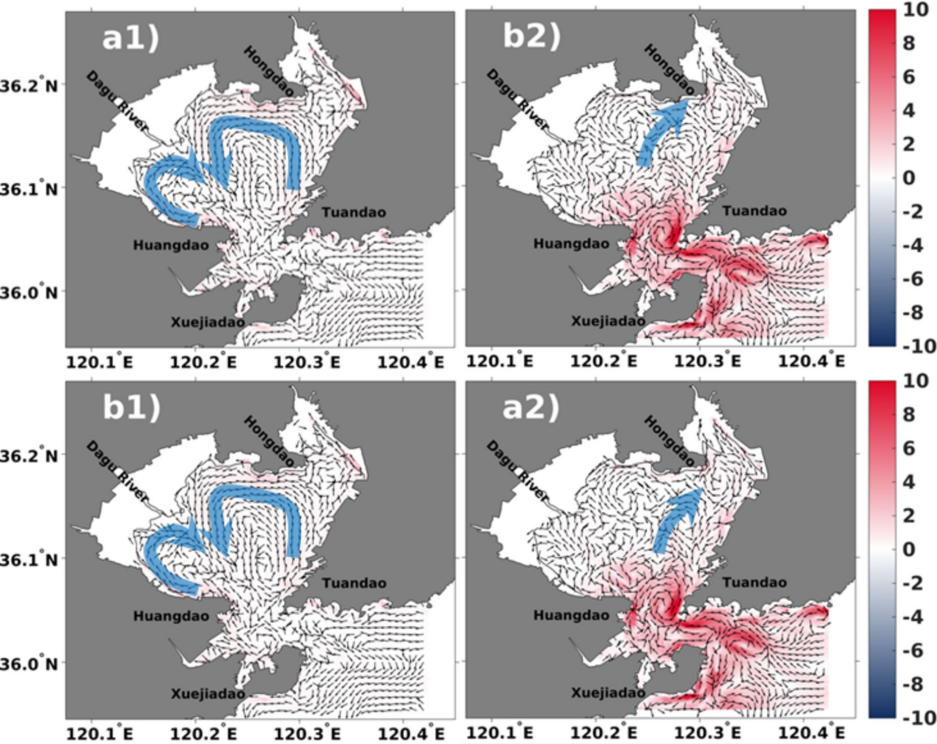 a1)
Hongdao
Dagu River
Tuandao
Huangdao
Xuejiadao
36.2°N
36.1°N
36.0°N
120.1°E 120.2°E 120.3°E 120.4°E
b2)
Hongdao
Dagu River
Tuandao
Huangdao
Xuejiadao
120.1°E 120.2°E 120.3°E 120.4°E
10
8
6
4
2
0
-2
-4
-6
-8
-10
b1)
Hongdao
Dagu River
Tuandao
Huangdao
Xuejiadao
36.2°N
36.1°N
36.0°N
120.1°E 120.2°E 120.3°E 120.4°E
a2)
Hongdao
Dagu River
Tuandao
Huangdao
Xuejiadao
120.1°E 120.2°E 120.3°E 120.4°E
10
8
6
4
2
0
-2
-4
-6
-8
-10